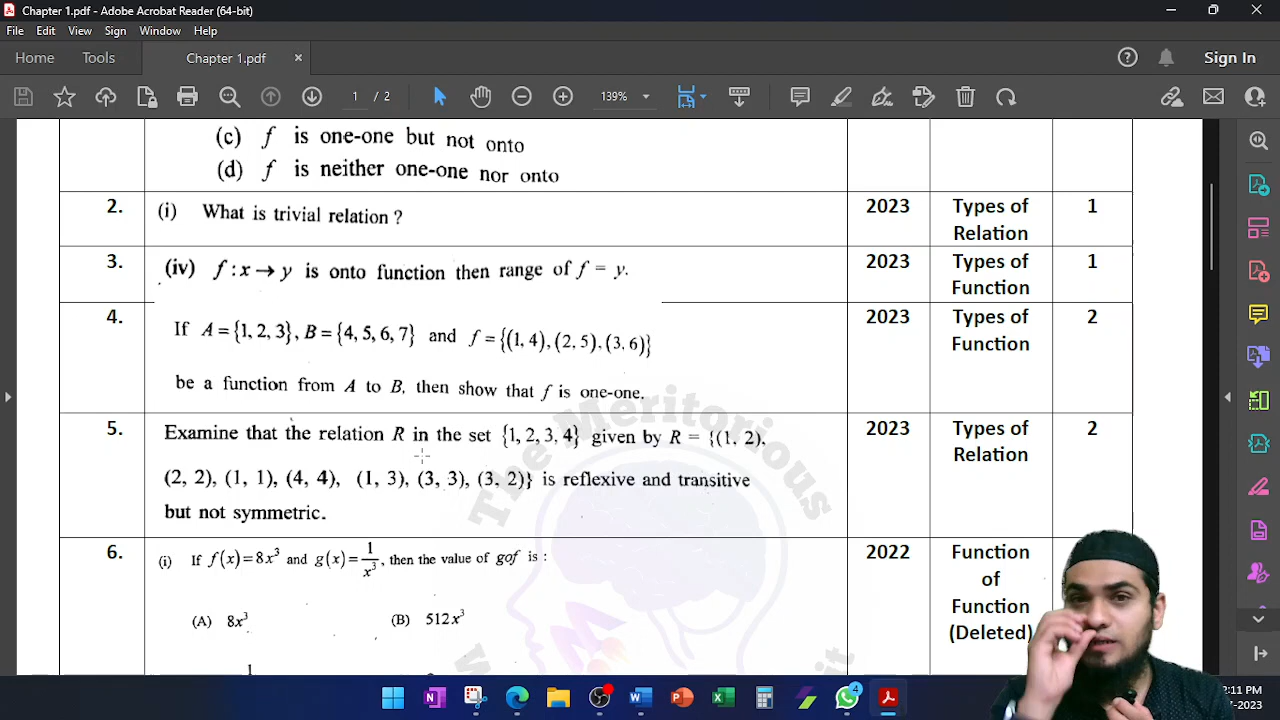 Chapter 1.pdf - Adobe Acrobat Reader (64-bit)
File Edit View Sign Window Help
Home Tools Chapter 1.pdf × Sign In
1 / 2 139%
(c) f is one-one but not onto
(d) f is neither one-one nor onto
2. (i) What is trivial relation ? 2023 Types of Relation 1
3. (iv) f : x → y is onto function then range of f = y. 2023 Types of Function 1
4. If A = {1, 2, 3}, B = {4, 5, 6, 7} and f = {(1, 4), (2, 5), (3, 6)} 2023 Types of Function 2
be a function from A to B, then show that f is one-one.
5. Examine that the relation R in the set {1, 2, 3, 4} given by R = {(1, 2), 2023 Types of Relation 2
(2, 2), (1, 1), (4, 4), (1, 3), (3, 3), (3, 2)} is reflexive and transitive
but not symmetric.
6. (i) If f(x)=8x³ and g(x)=1/x³, then the value of gof is : 2022 Function of Function (Deleted)
(A) 8x³ (B) 512x³
The Meritorious
4
2:11 PM
-2023